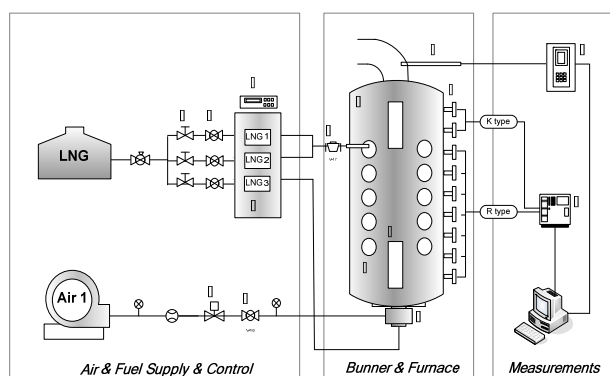 LNG
LNG 1
LNG 2
LNG 3
K type
R type
Air 1
Air & Fuel Supply & Control
Bunner & Furnace
Measurements